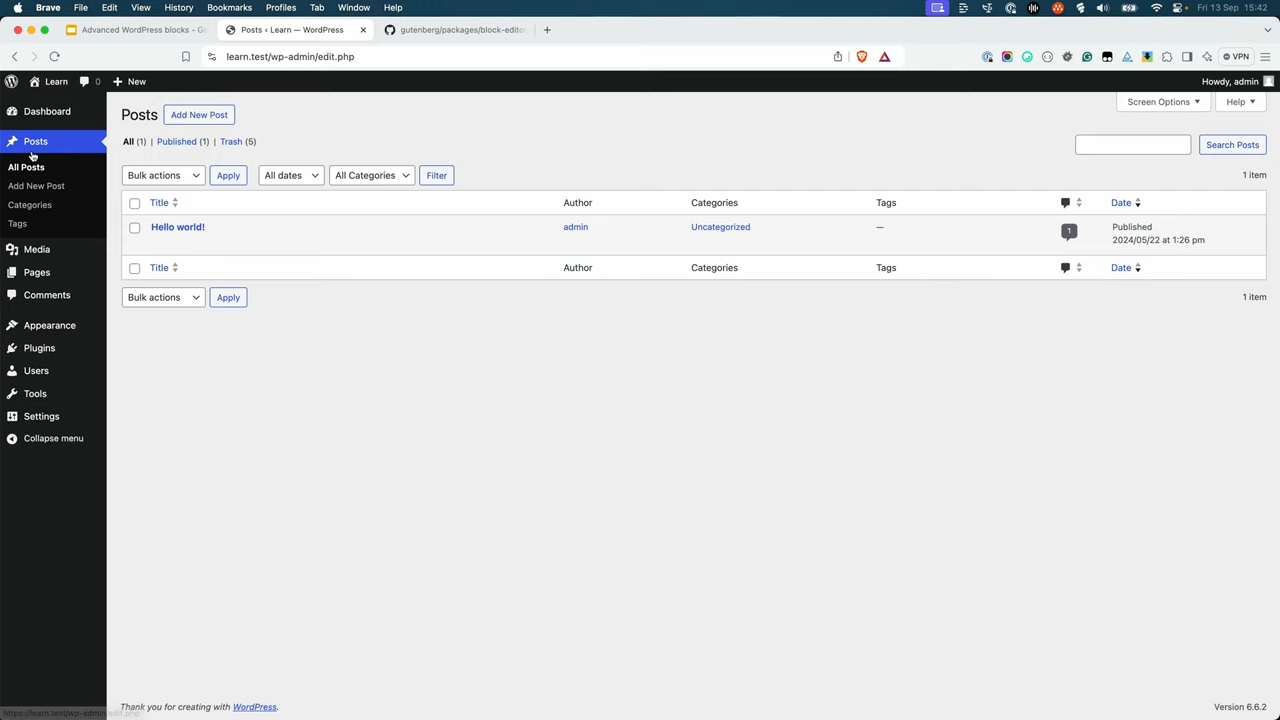 Brave File Edit View History Bookmarks Profiles Tab Window Help Fri 13 Sep 15:42
Advanced WordPress blocks - Go Posts ‹ Learn — WordPress gutenberg/packages/block-editor
learn.test/wp-admin/edit.php VPN
Learn 0 New Howdy, admin
Dashboard
Posts
All Posts
Add New Post
Categories
Tags
Media
Pages
Comments
Appearance
Plugins
Users
Tools
Settings
Collapse menu
Posts Add New Post Screen Options Help
All (1) | Published (1) | Trash (5) Search Posts
Bulk actions Apply All dates All Categories Filter 1 item
Title Author Categories Tags Date
Hello world! admin Uncategorized — 1 Published
2024/05/22 at 1:26 pm
Title Author Categories Tags Date
Bulk actions Apply 1 item
Thank you for creating with WordPress. Version 6.6.2
https://learn.test/wp-admin/edit.php